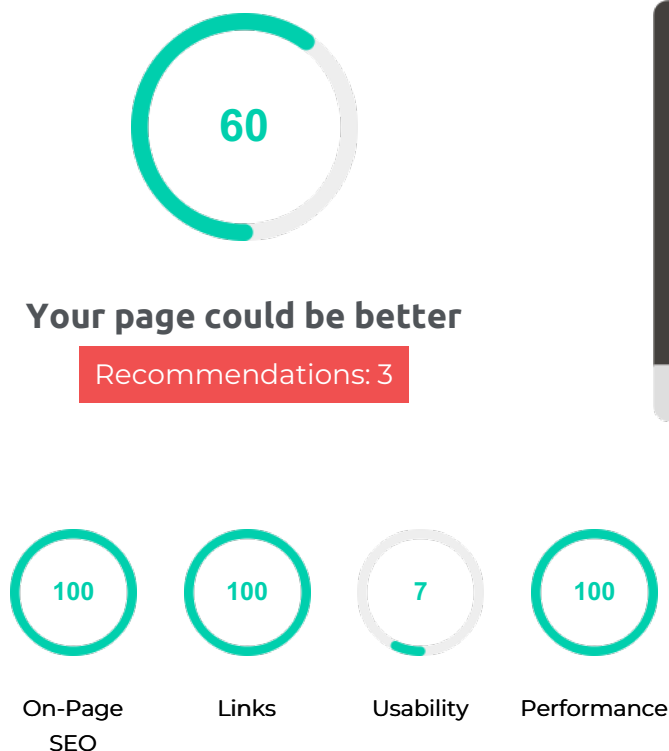 60
Your page could be better
Recommendations: 3
100
100
7
100
On-Page
SEO
Links
Usability
Performance